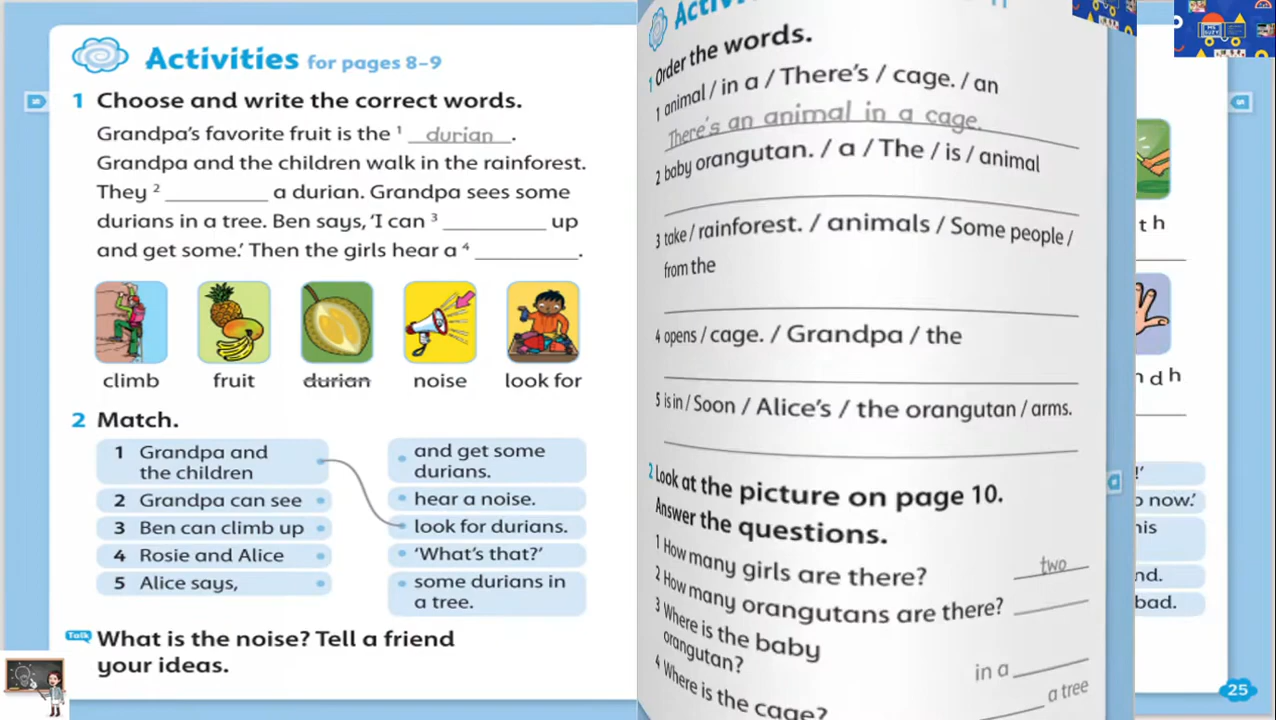 Activities for pages 8–9
1 Choose and write the correct words.
Grandpa's favorite fruit is the ¹ durian .
Grandpa and the children walk in the rainforest.
They ² __________ a durian. Grandpa sees some
durians in a tree. Ben says, 'I can ³ __________ up
and get some.' Then the girls hear a ⁴ __________ .
climb fruit durian noise look for
2 Match.
1 Grandpa and
the children
2 Grandpa can see
3 Ben can climb up
4 Rosie and Alice
5 Alice says,
and get some
durians.
hear a noise.
look for durians.
'What's that?'
some durians in
a tree.
Talk What is the noise? Tell a friend
your ideas.
1 Order the words.
1 animal / in a / There's / cage. / an
There's an animal in a cage.
2 baby orangutan. / a / The / is / animal
3 take / rainforest. / animals / Some people /
from the
4 opens / cage. / Grandpa / the
5 is in / Soon / Alice's / the orangutan / arms.
2 Look at the picture on page 10.
Answer the questions.
1 How many girls are there? two
2 How many orangutans are there?
3 Where is the baby
orangutan? in a
4 Where is the cage? a tree
t h
n d h
now.'
nd.
bad.
25